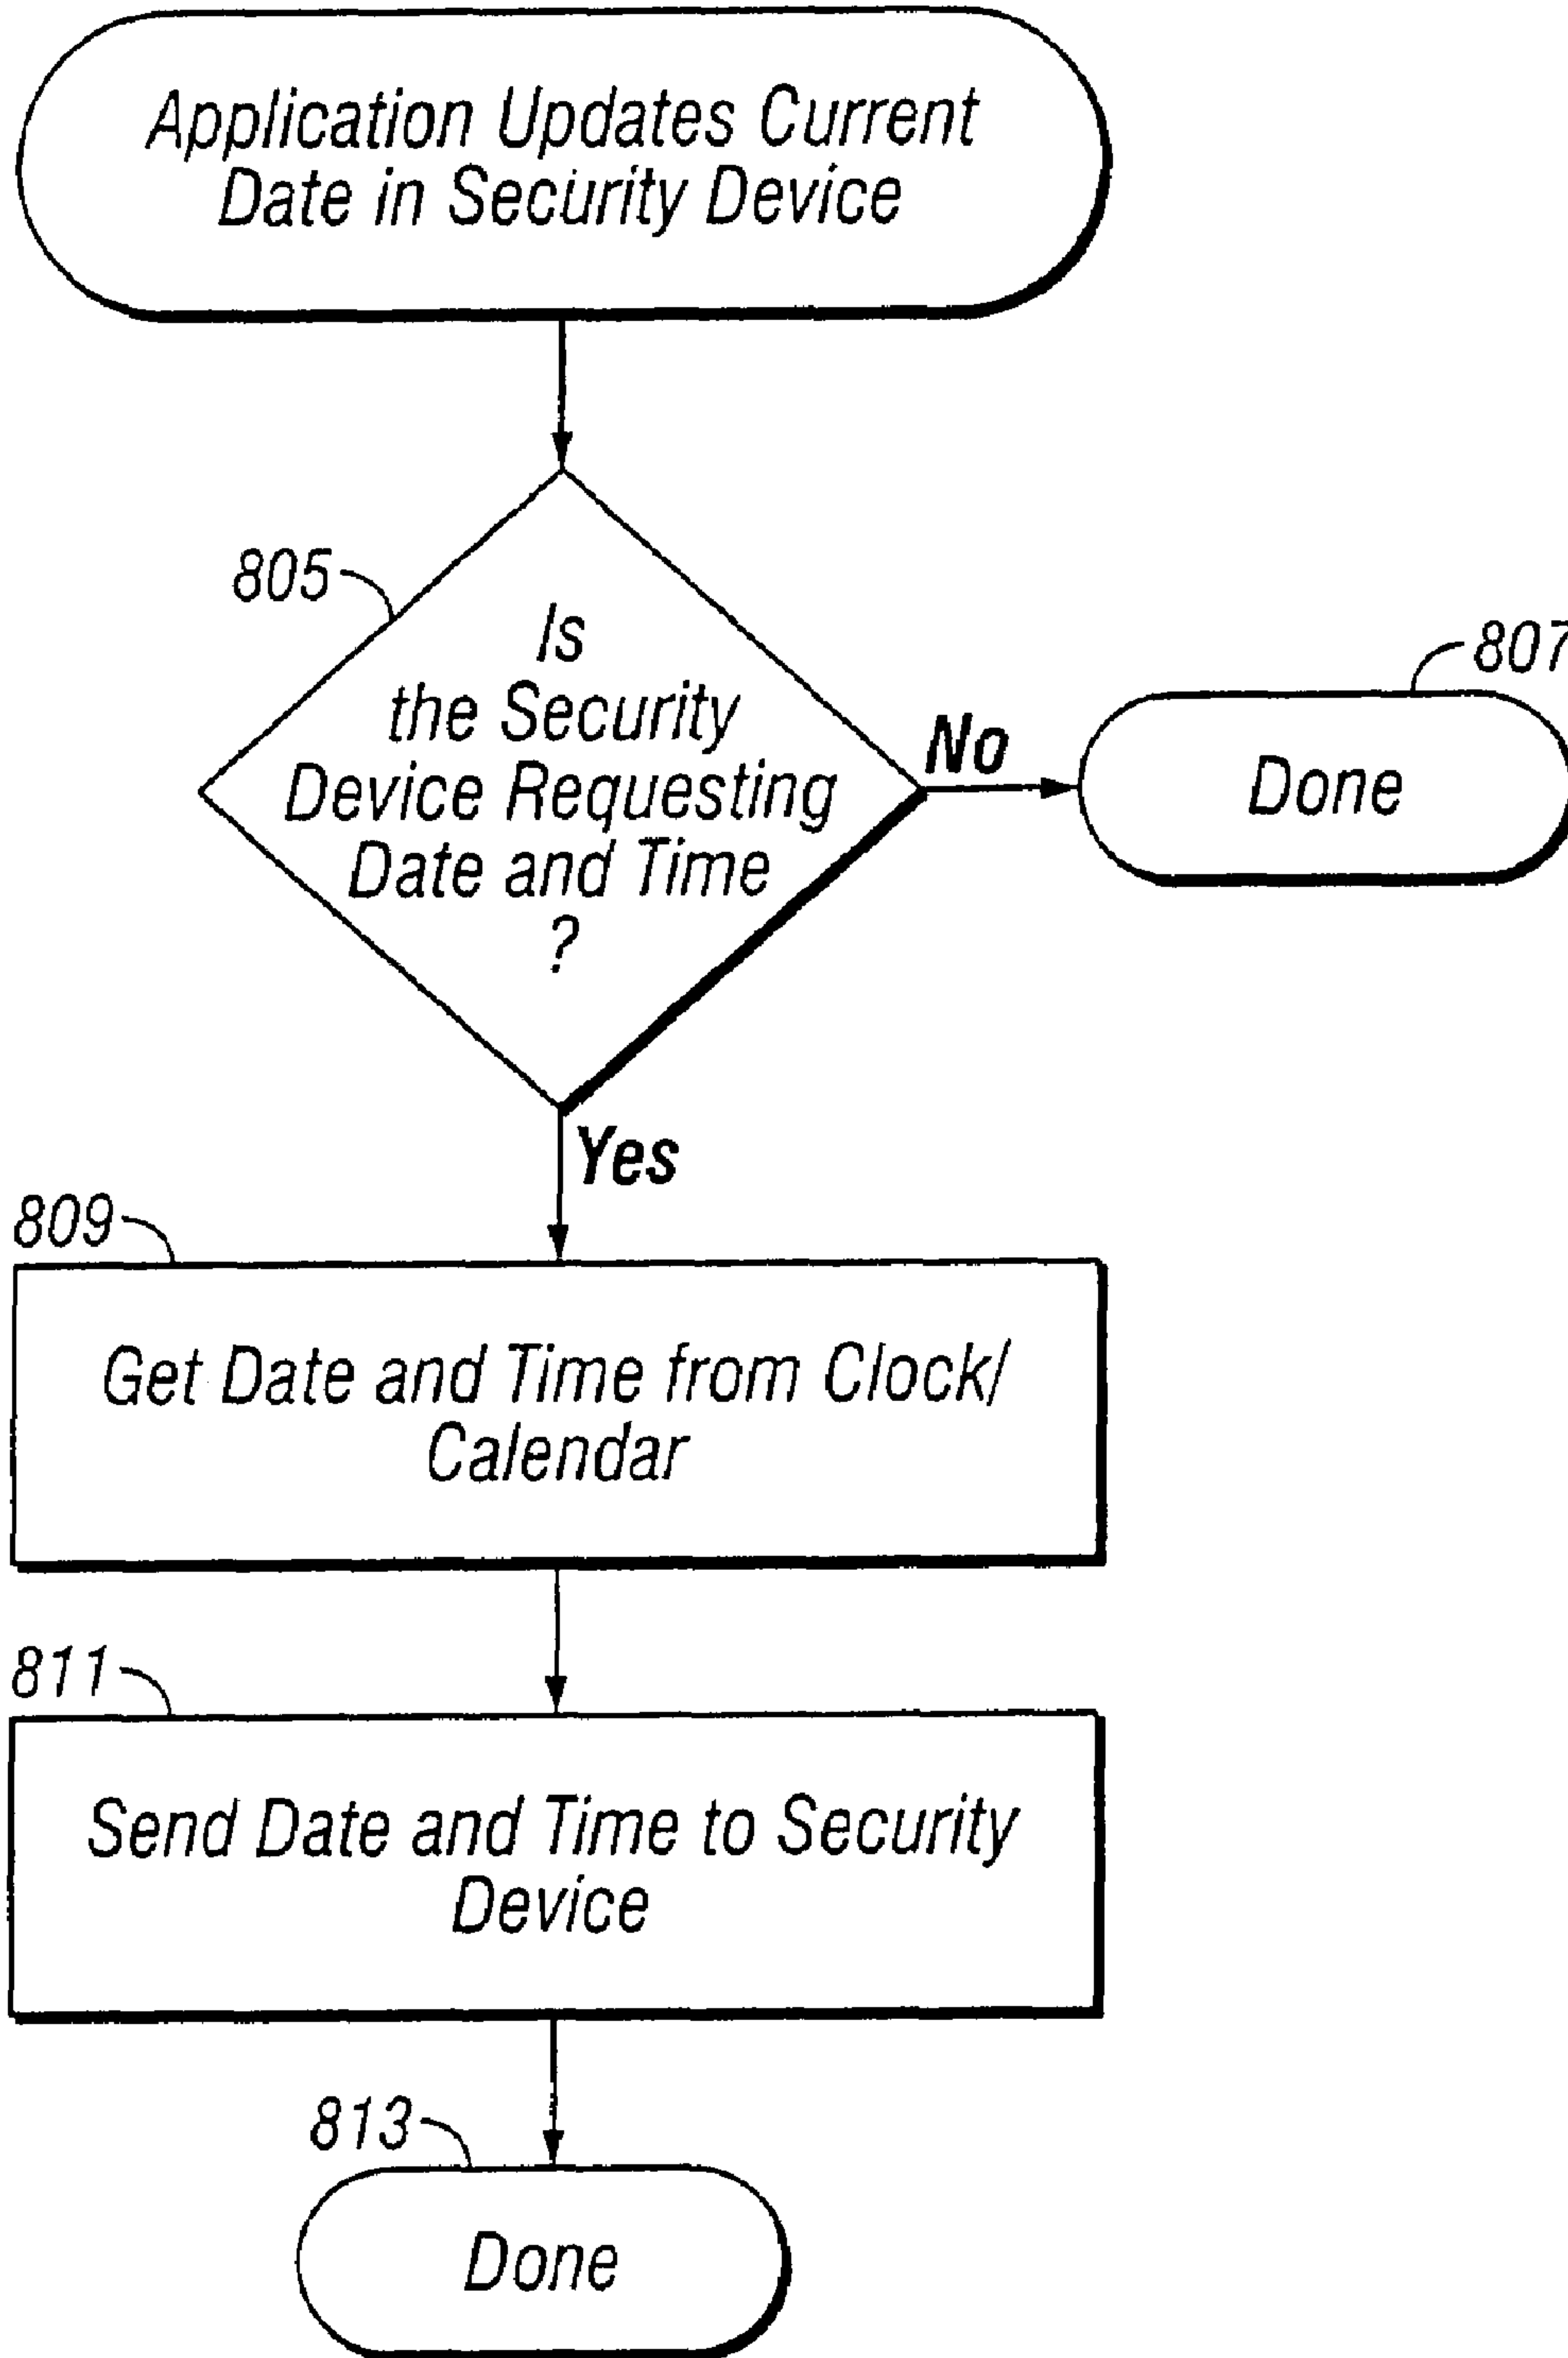 Application Updates Current
Date in Security Device
805
Is
the Security
Device Requesting
Date and Time
?
No
807
Done
Yes
809
Get Date and Time from Clock/
Calendar
811
Send Date and Time to Security
Device
813
Done